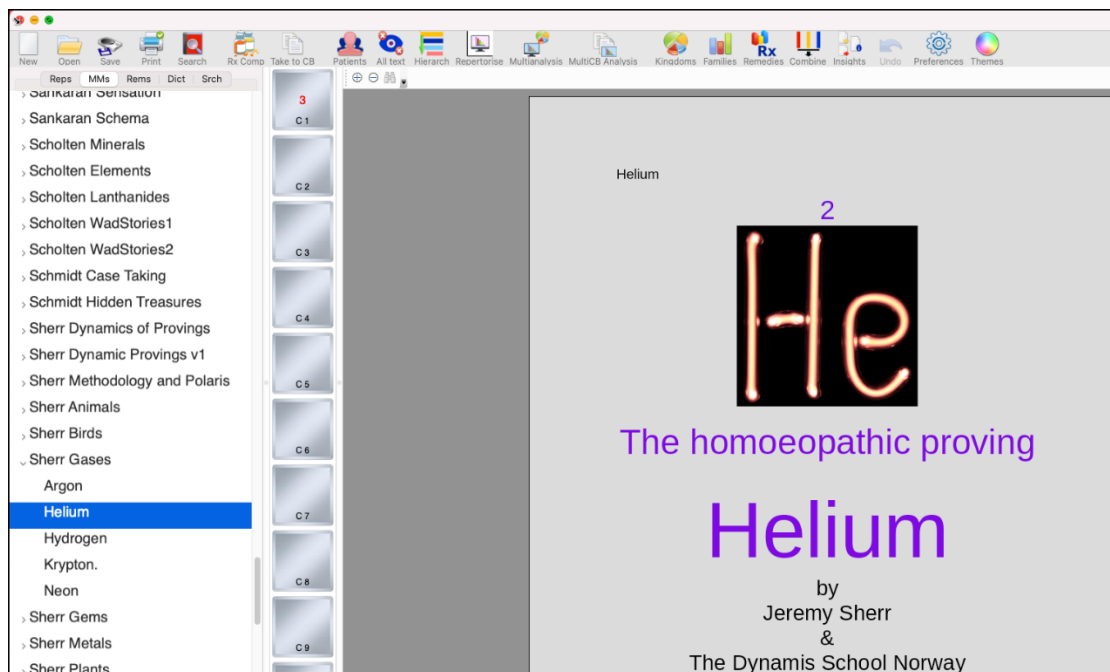 New Open Save Print Search Rx Comp Take to CB Patients All text Hierarch Repertorise Multianalysis MultiCB Analysis Kingdoms Families Remedies Combine Insights Undo Preferences Themes
Rx
Reps MMs Rems Dict Srch
Sankaran Sensation
Sankaran Schema
Scholten Minerals
Scholten Elements
Scholten Lanthanides
Scholten WadStories1
Scholten WadStories2
Schmidt Case Taking
Schmidt Hidden Treasures
Sherr Dynamics of Provings
Sherr Dynamic Provings v1
Sherr Methodology and Polaris
Sherr Animals
Sherr Birds
Sherr Gases
Argon
Helium
Hydrogen
Krypton.
Neon
Sherr Gems
Sherr Metals
Sherr Plants
3
C 1
C 2
C 3
C 4
C 5
C 6
C 7
C 8
C 9
Helium
2
He
The homoeopathic proving
Helium
by
Jeremy Sherr
&
The Dynamis School Norway